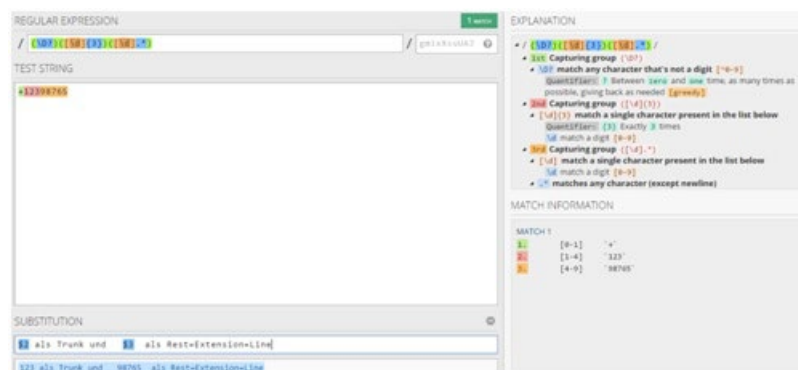 REGULAR EXPRESSION
1 match
/ (\D?)([\d]{3})([\d].*) /
TEST STRING
+12398765
SUBSTITUTION
$2 als Trunk und $3 als Rest=Extension=Line
123 als Trunk und 98765 als Rest=Extension=Line
EXPLANATION
/ (\D?)([\d]{3})([\d].*) /
1st Capturing group (\D?)
\D? match any character that's not a digit [^0-9]
Quantifier: ? Between zero and one time, as many times as
possible, giving back as needed [greedy]
2nd Capturing group ([\d]{3})
[\d]{3} match a single character present in the list below
Quantifier: {3} Exactly 3 times
\d match a digit [0-9]
3rd Capturing group ([\d].*)
[\d] match a single character present in the list below
\d match a digit [0-9]
.* matches any character (except newline)
MATCH INFORMATION
MATCH 1
1. [0-1] `+`
2. [1-4] `123`
3. [4-9] `98765`